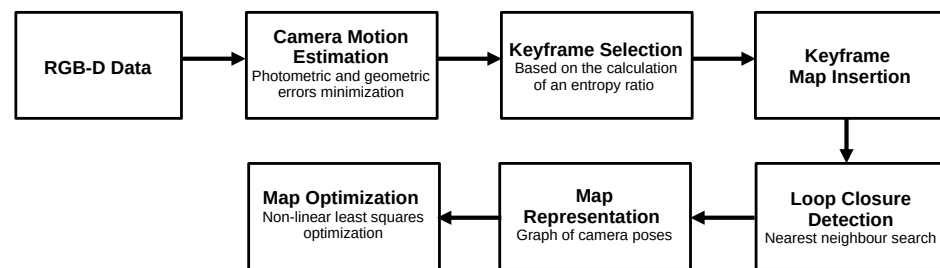 RGB-D Data
Camera Motion
Estimation
Photometric and geometric
errors minimization
Keyframe Selection
Based on the calculation
of an entropy ratio
Keyframe
Map Insertion
Map Optimization
Non-linear least squares
optimization
Map
Representation
Graph of camera poses
Loop Closure
Detection
Nearest neighbour search